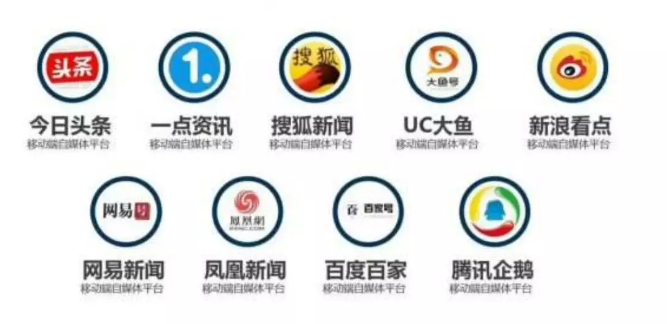 头条
1.
搜狐
大鱼号
今日头条
一点资讯
搜狐新闻
UC大鱼
新浪看点
移动端自媒体平台
移动端自媒体平台
移动端自媒体平台
移动端自媒体平台
移动端自媒体平台
网易号
凤凰网
百 百家号
网易新闻
凤凰新闻
百度百家
腾讯企鹅
移动端自媒体平台
移动端自媒体平台
移动端自媒体平台
移动端自媒体平台